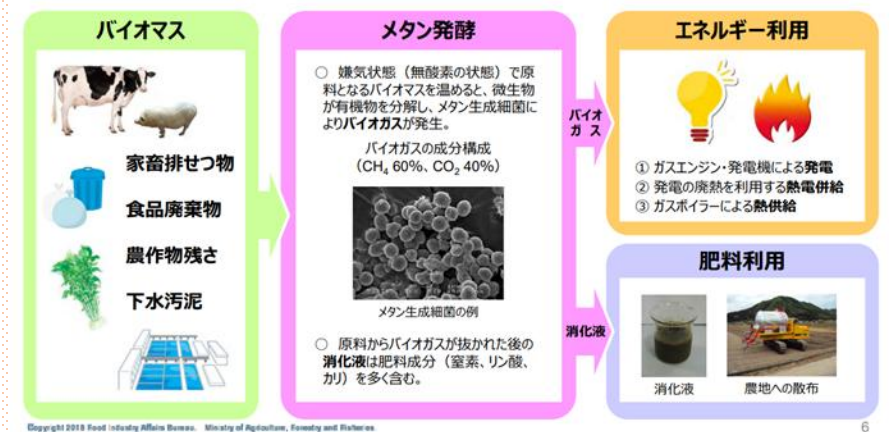 バイオマス
家畜排せつ物
食品廃棄物
農作物残さ
下水汚泥
メタン発酵
○ 嫌気状態（無酸素の状態）で原
料となるバイオマスを温めると、微生物
が有機物を分解し、メタン生成細菌に
よりバイオガスが発生。
バイオガスの成分構成
（CH₄ 60%、CO₂ 40%）
メタン生成細菌の例
○ 原料からバイオガスが抜かれた後の
消化液は肥料成分（窒素、リン酸、
カリ）を多く含む。
バイオ
ガス
消化液
エネルギー利用
① ガスエンジン・発電機による発電
② 発電の廃熱を利用する熱電併給
③ ガスボイラーによる熱供給
肥料利用
消化液
農地への散布
Copyright 2018 Food Industry Affairs Bureau. Ministry of Agriculture, Forestry and Fisheries
6